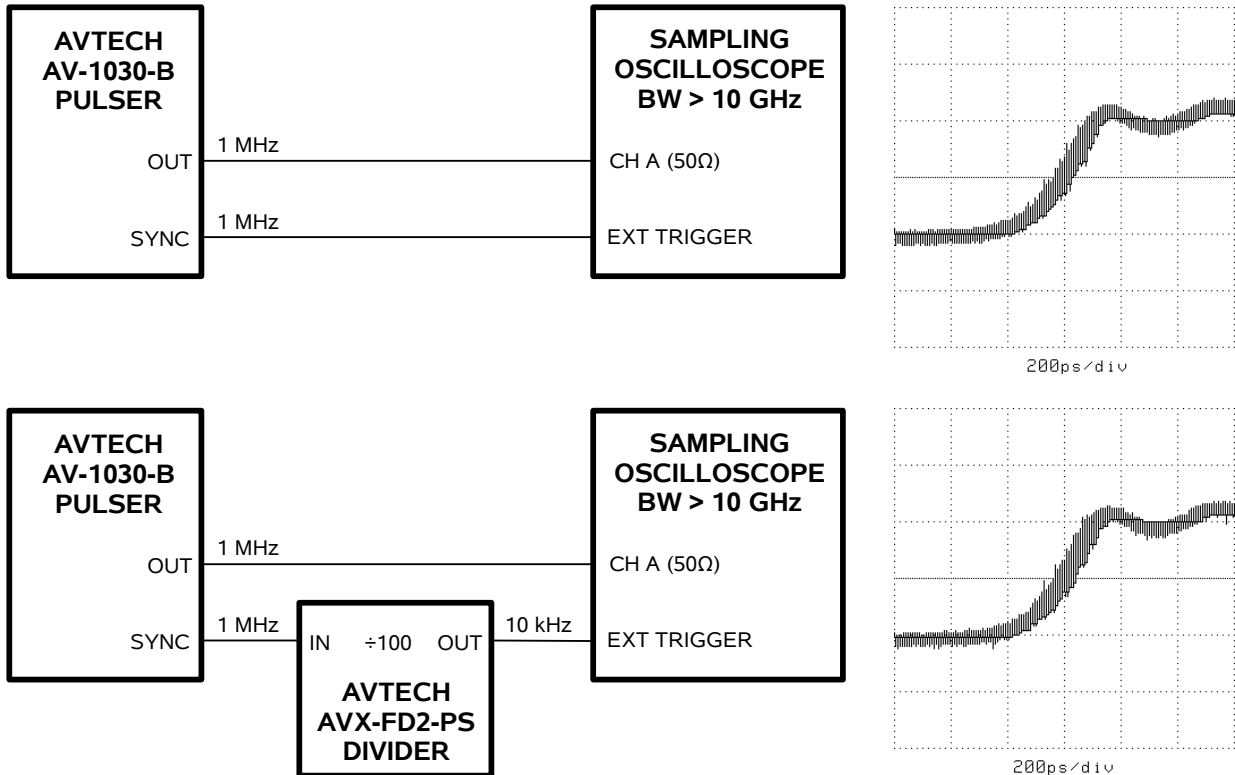 AVTECH
AV-1030-B
PULSER
SAMPLING
OSCILLOSCOPE
BW > 10 GHz
OUT
1 MHz
CH A (50Ω)
SYNC
1 MHz
EXT TRIGGER
200ps/div
AVTECH
AV-1030-B
PULSER
SAMPLING
OSCILLOSCOPE
BW > 10 GHz
OUT
1 MHz
CH A (50Ω)
SYNC
1 MHz
IN ÷100 OUT
10 kHz
EXT TRIGGER
AVTECH
AVX-FD2-PS
DIVIDER
200ps/div